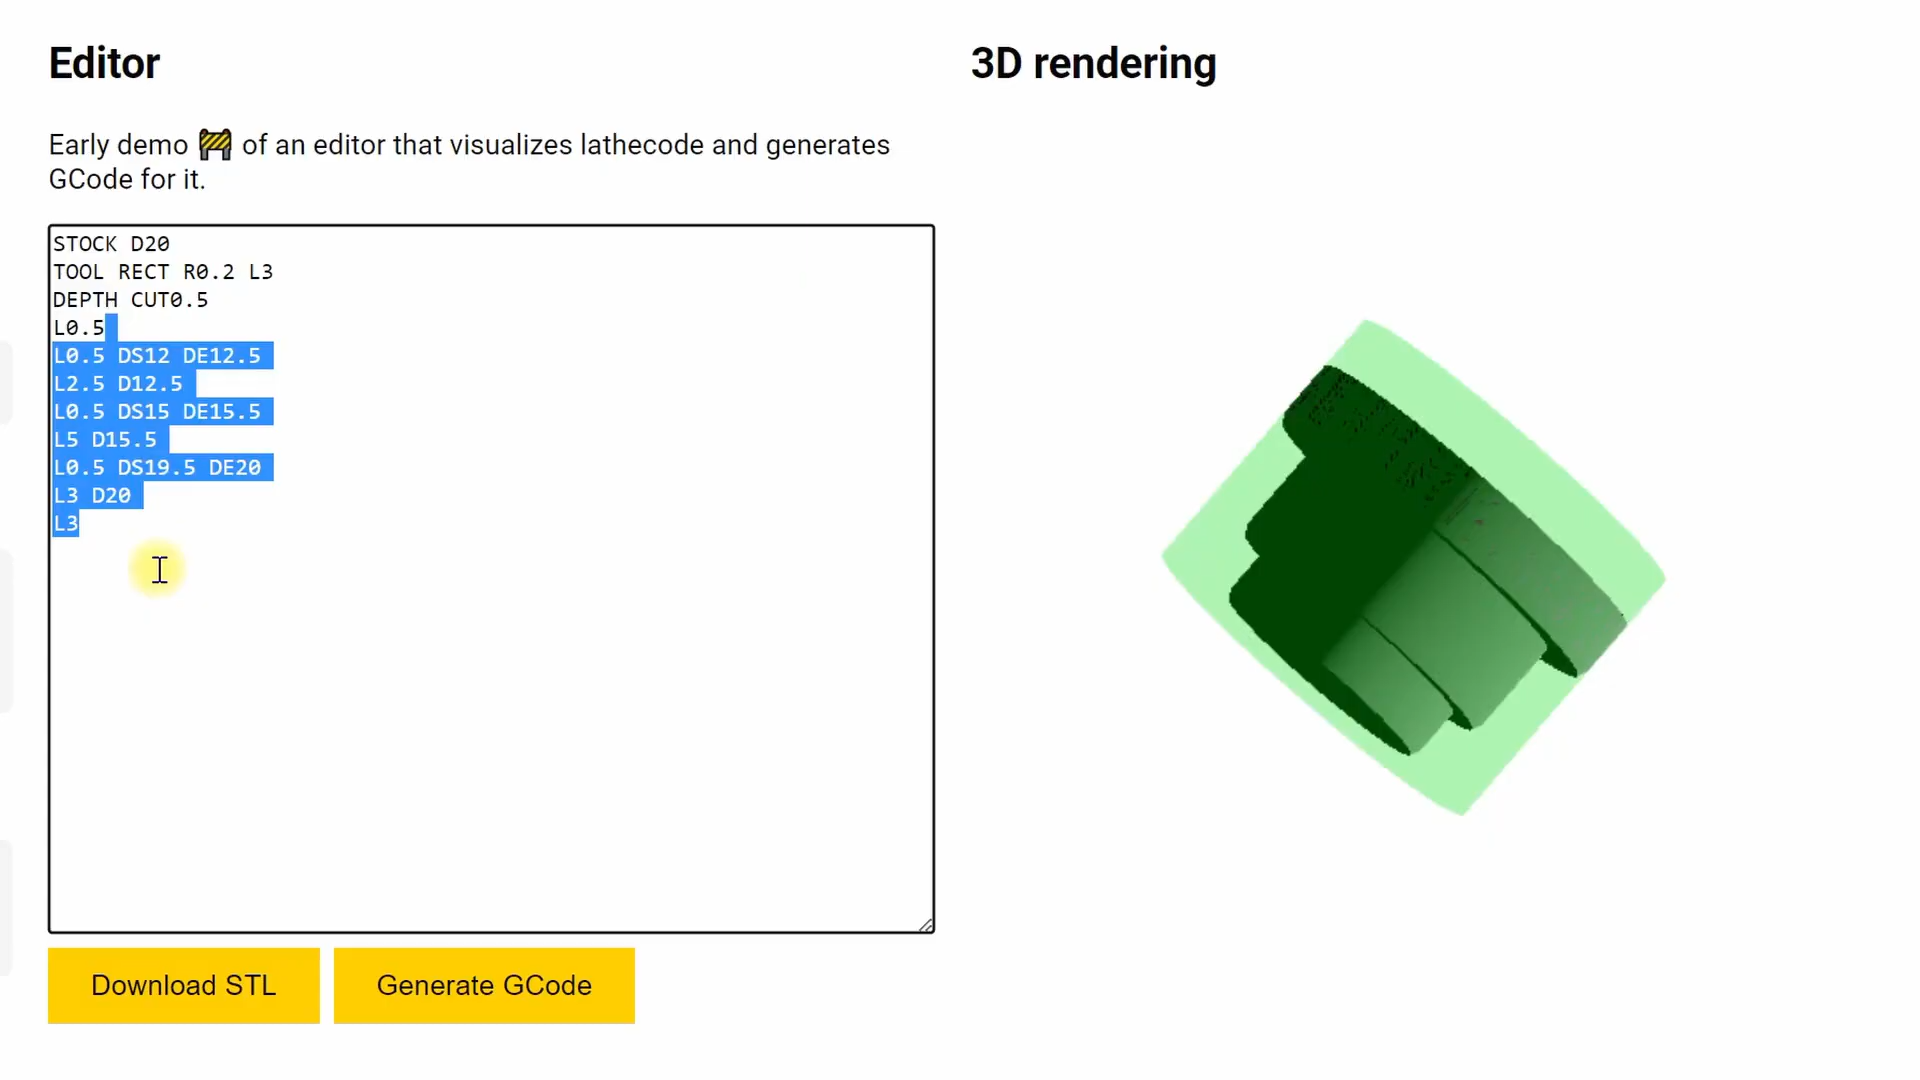 Editor
Early demo 🚧 of an editor that visualizes lathecode and generates
GCode for it.
STOCK D20
TOOL RECT R0.2 L3
DEPTH CUT0.5
L0.5
L0.5 DS12 DE12.5
L2.5 D12.5
L0.5 DS15 DE15.5
L5 D15.5
L0.5 DS19.5 DE20
L3 D20
L3
Download STL
Generate GCode
3D rendering